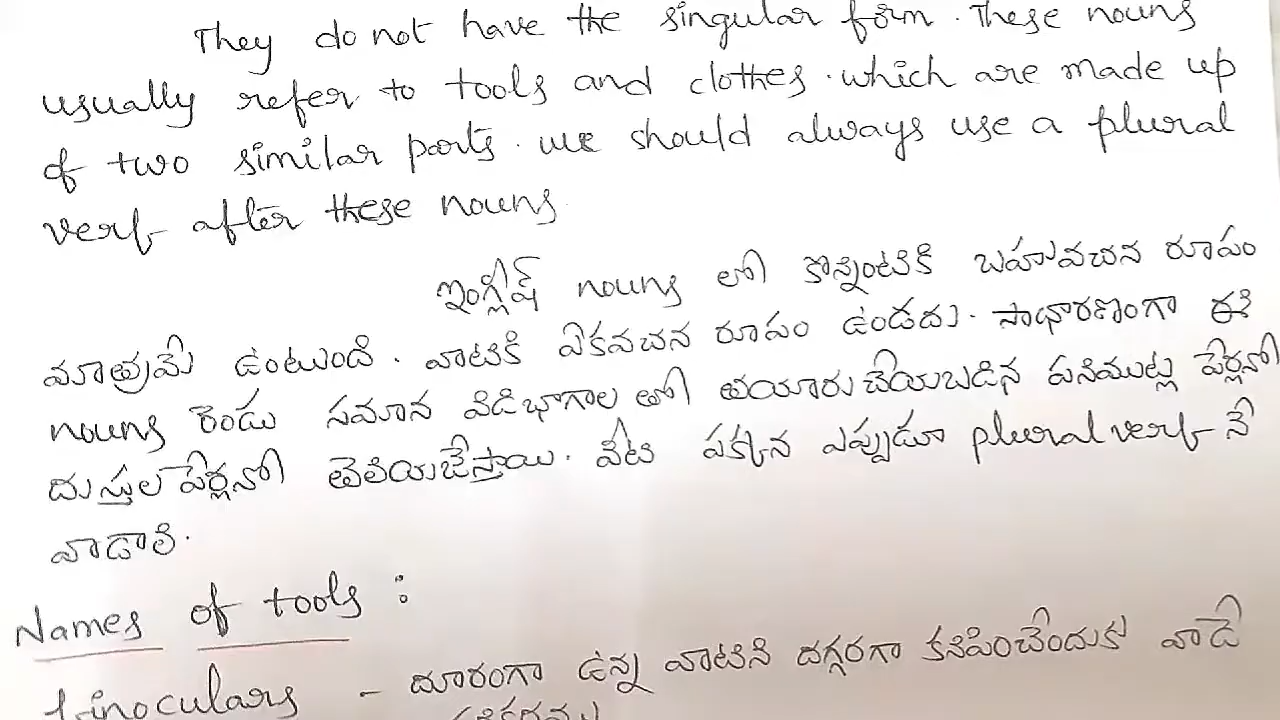 They do not have the singular form. These nouns
usually refer to tools and clothes. which are made up
of two similar parts. we should always use a plural
verb after these nouns.
ఇంగ్లీష్ nouns లో కొన్నింటికి బహువచన రూపం
మాత్రమే ఉంటుంది. వాటికి ఏకవచన రూపం ఉండదు. సాధారణంగా ఈ
nouns రెండు సమాన విడిభాగాల తో తయారుచేయబడిన పనిముట్ల పేర్లనో
దుస్తుల పేర్లనో తెలియజేస్తాయి. వీటి పక్కన ఎప్పుడూ plural verb నే
వాడాలి.
Names of tools :
binoculars - దూరంగా ఉన్న వాటిని దగ్గరగా కనిపించేందుకు వాడే